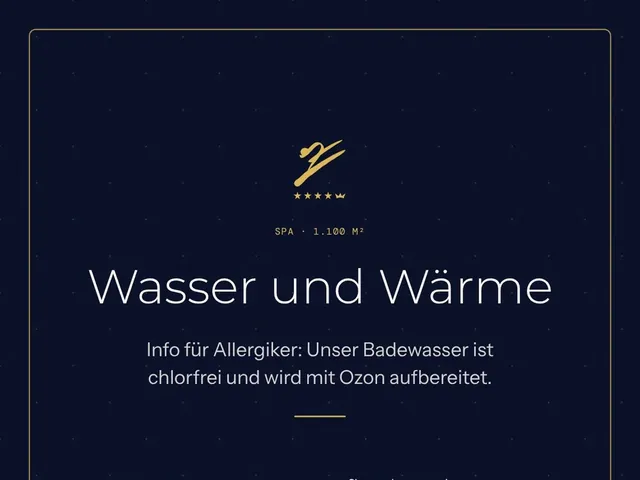 SPA · 1.100 M²
Wasser und Wärme
Info für Allergiker: Unser Badewasser ist
chlorfrei und wird mit Ozon aufbereitet.